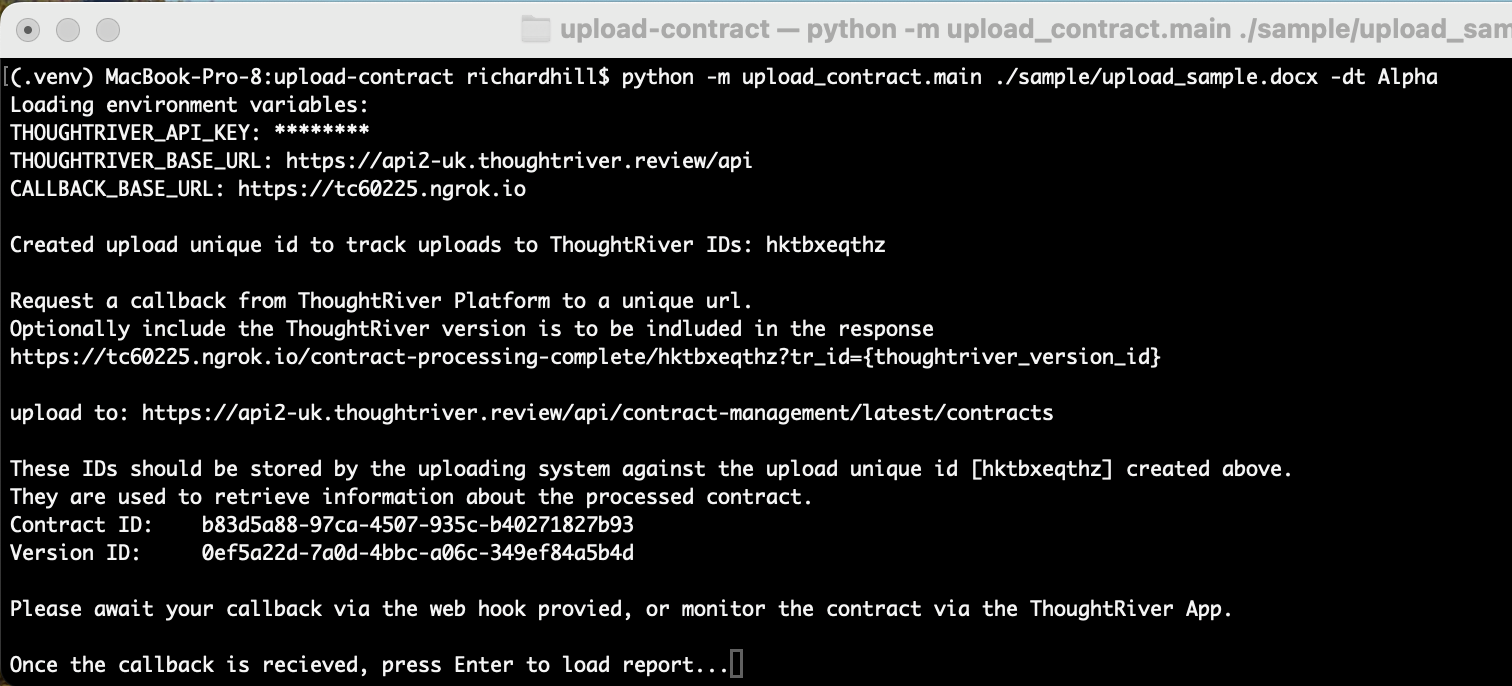 upload-contract — python -m upload_contract.main ./sample/upload_sam
(.venv) MacBook-Pro-8:upload-contract richardhill$ python -m upload_contract.main ./sample/upload_sample.docx -dt Alpha
Loading environment variables:
THOUGHTRIVER_API_KEY: ********
THOUGHTRIVER_BASE_URL: https://api2-uk.thoughtriver.review/api
CALLBACK_BASE_URL: https://tc60225.ngrok.io
Created upload unique id to track uploads to ThoughtRiver IDs: hktbxeqthz
Request a callback from ThoughtRiver Platform to a unique url.
Optionally include the ThoughtRiver version is to be indluded in the response
https://tc60225.ngrok.io/contract-processing-complete/hktbxeqthz?tr_id={thoughtriver_version_id}
upload to: https://api2-uk.thoughtriver.review/api/contract-management/latest/contracts
These IDs should be stored by the uploading system against the upload unique id [hktbxeqthz] created above.
They are used to retrieve information about the processed contract.
Contract ID:    b83d5a88-97ca-4507-935c-b40271827b93
Version ID:     0ef5a22d-7a0d-4bbc-a06c-349ef84a5b4d
Please await your callback via the web hook provied, or monitor the contract via the ThoughtRiver App.
Once the callback is recieved, press Enter to load report...